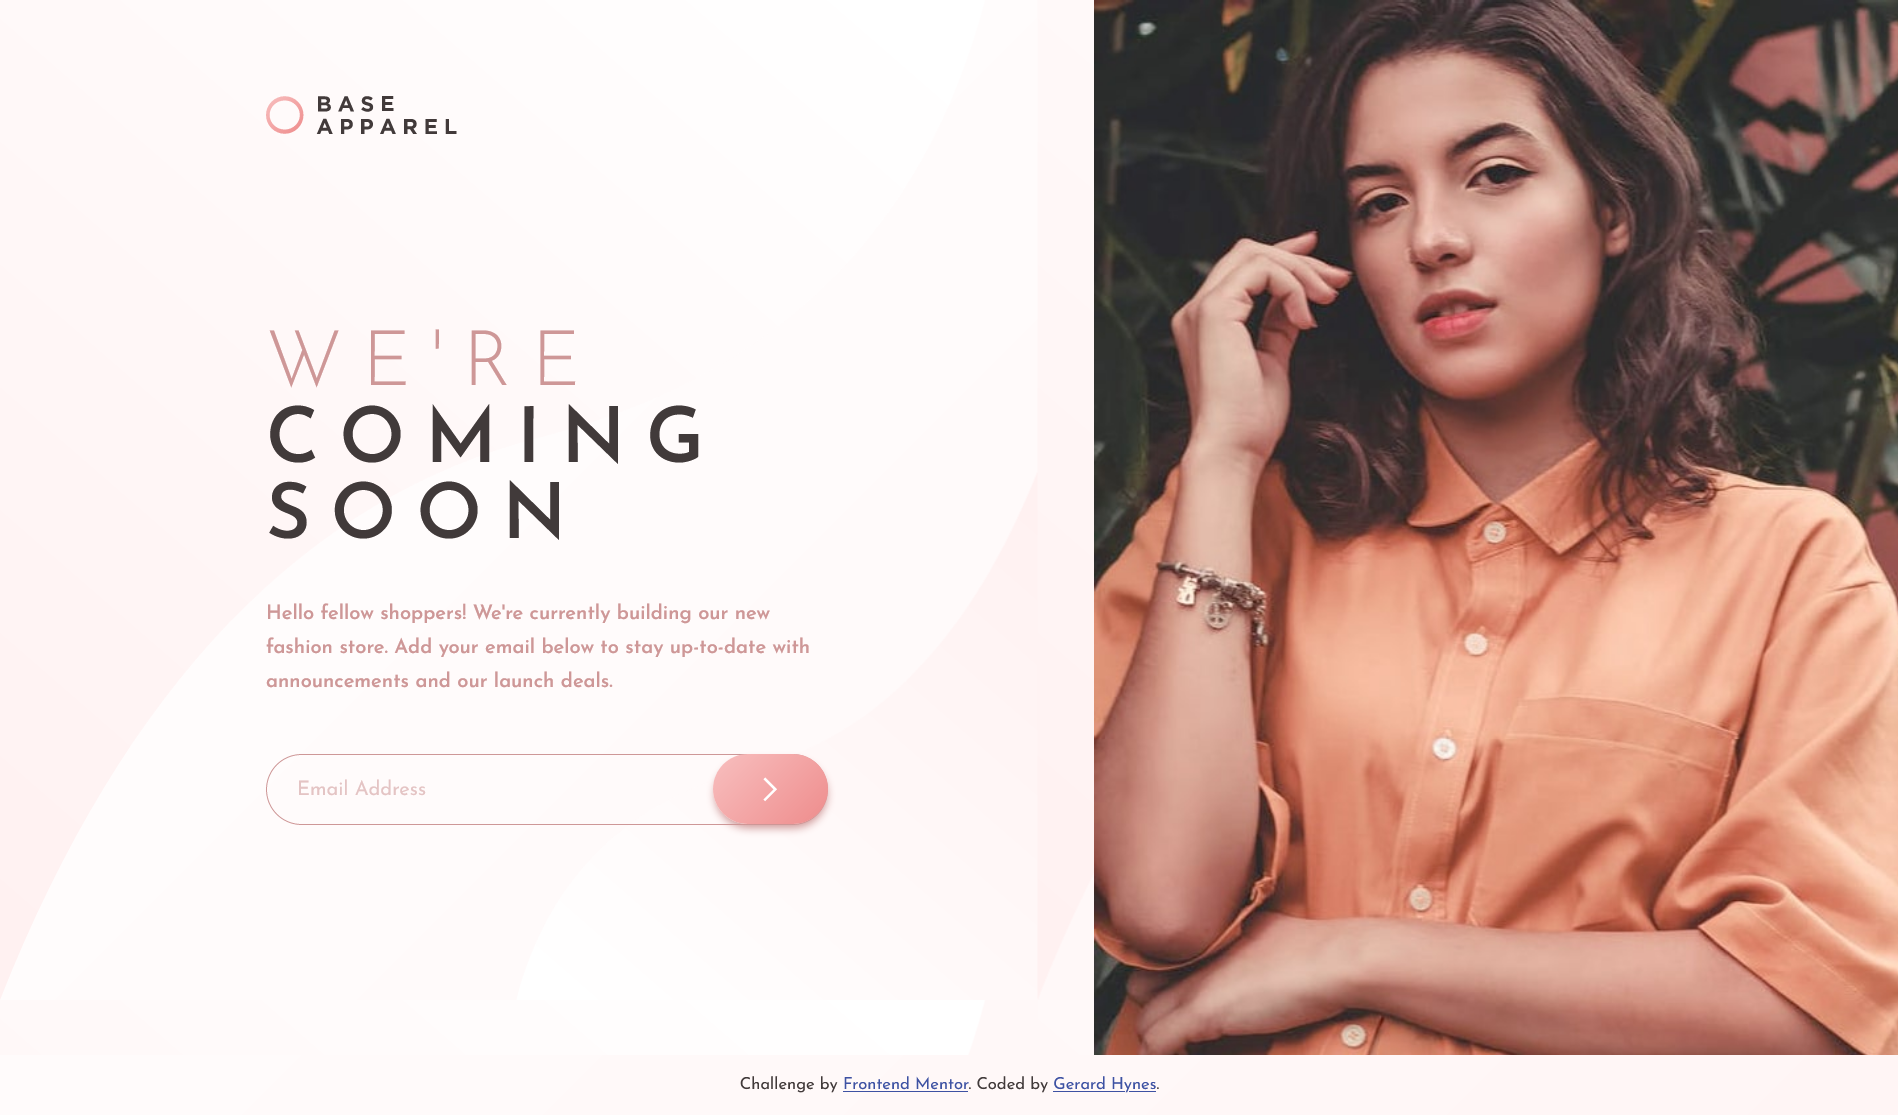 BASE
APPAREL
WE'RE
COMING
SOON
Hello fellow shoppers! We're currently building our new
fashion store. Add your email below to stay up-to-date with
announcements and our launch deals.
Email Address
Challenge by Frontend Mentor. Coded by Gerard Hynes.